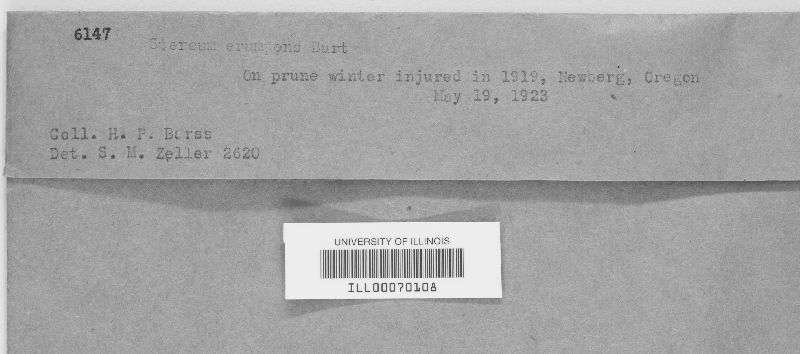 6147
Stereum erumpens Burt
On prune winter injured in 1919, Newberg, Oregon
May 19, 1923
Coll. H. P. Barss
Det. S. M. Zeller 2620
UNIVERSITY OF ILLINOIS
ILL00070108